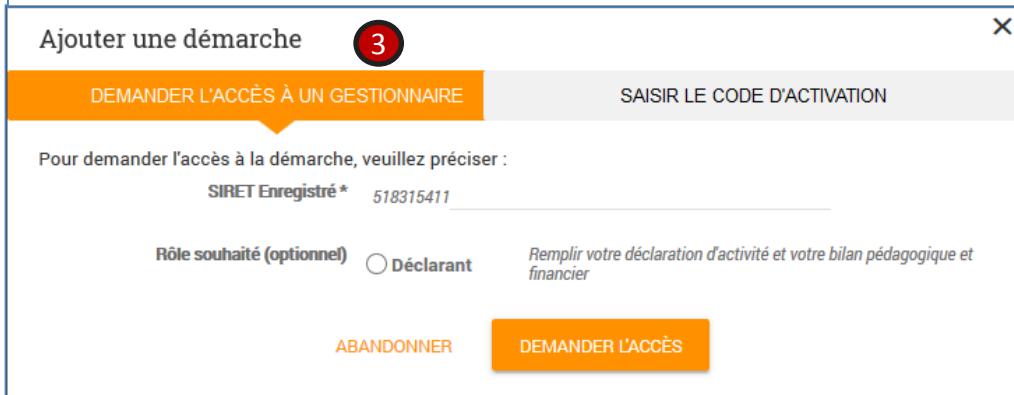 Ajouter une démarche
3
×
DEMANDER L'ACCÈS À UN GESTIONNAIRE
SAISIR LE CODE D'ACTIVATION
Pour demander l'accès à la démarche, veuillez préciser :
SIRET Enregistré * 518315411
Rôle souhaité (optionnel) Déclarant Remplir votre déclaration d'activité et votre bilan pédagogique et
financier
ABANDONNER
DEMANDER L'ACCÈS